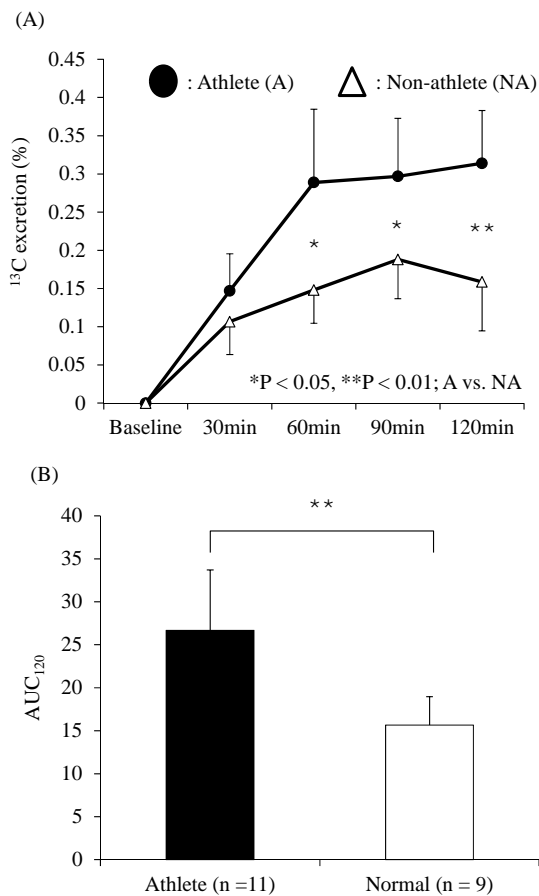 (A)
0.45
0.4
0.35
0.3
0.25
0.2
0.15
0.1
0.05
0
¹³C excretion (%)
: Athlete (A)
: Non-athlete (NA)
*
*
**
*P < 0.05, **P < 0.01; A vs. NA
Baseline 30min 60min 90min 120min
(B)
40
35
30
25
20
15
10
5
0
AUC₁₂₀
**
Athlete (n =11) Normal (n = 9)